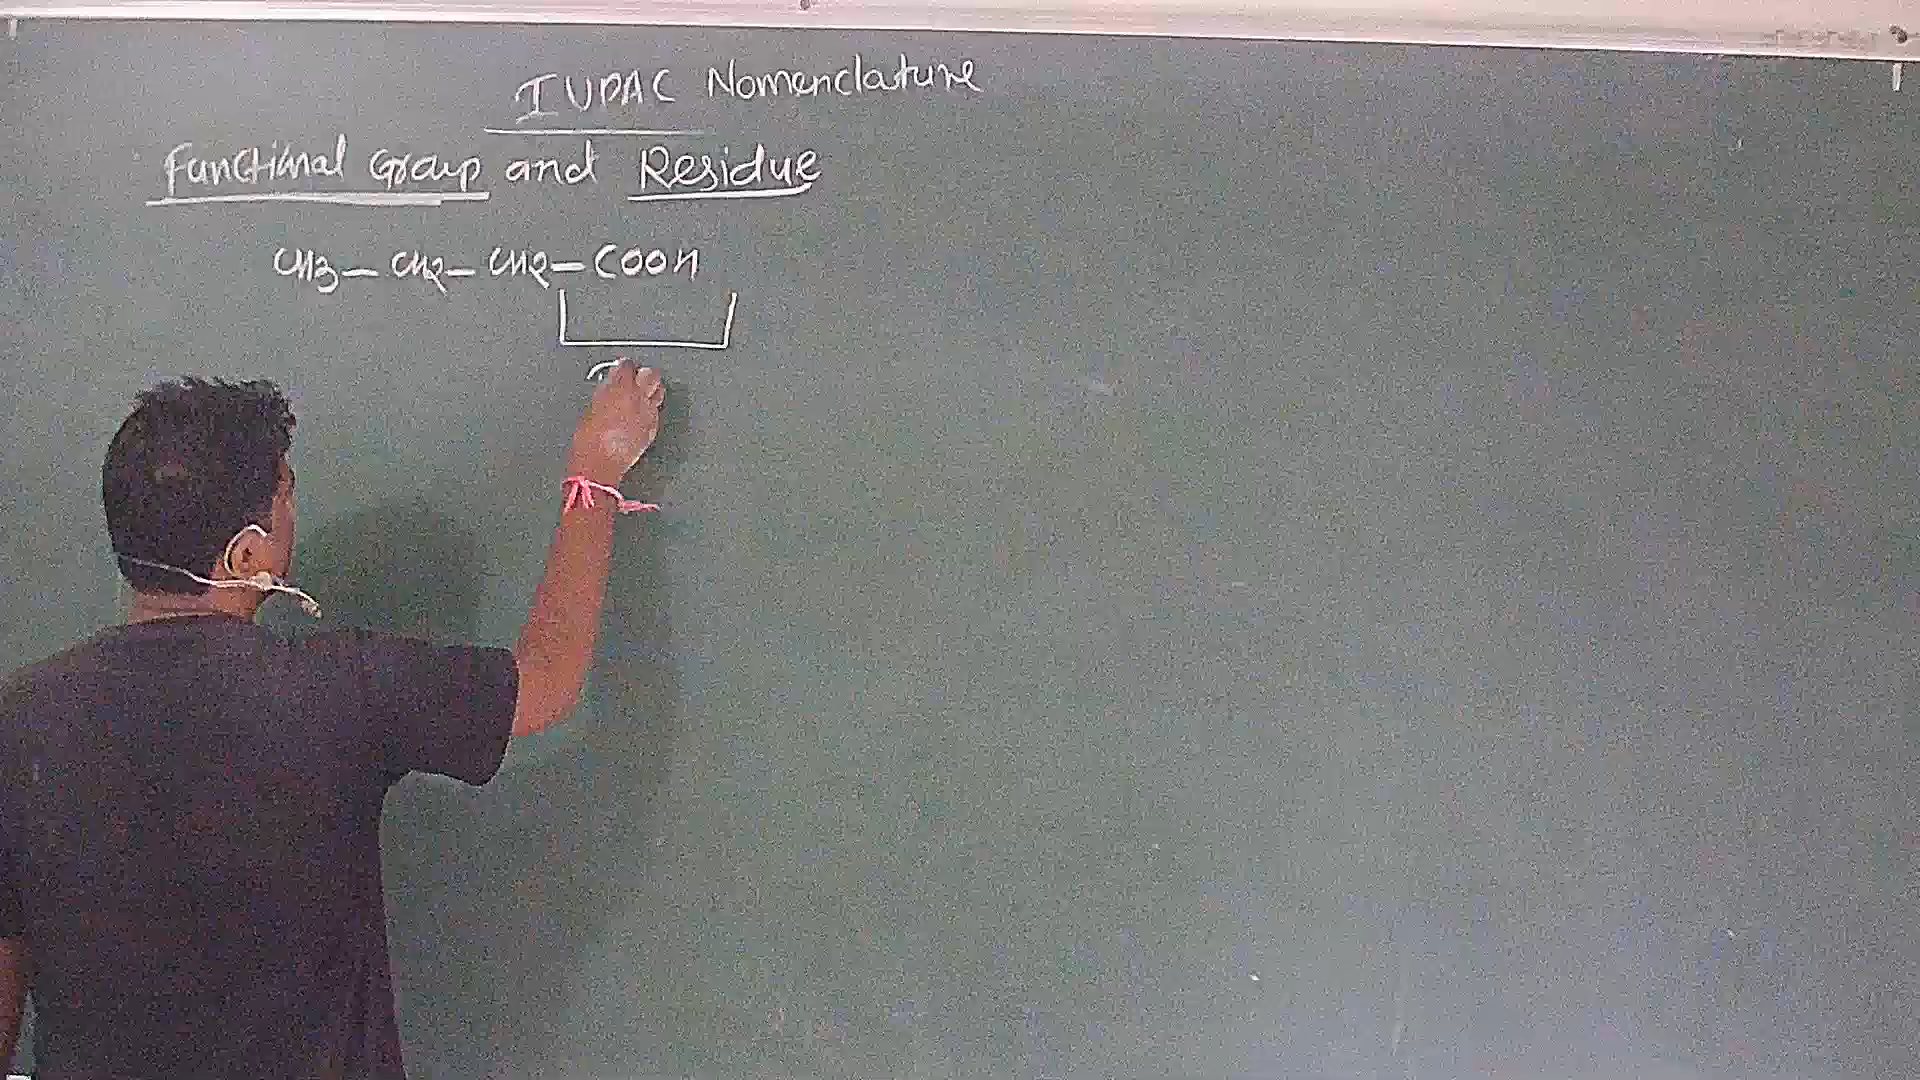 IUPAC Nomenclature
Functional Group and Residue
CH3-CH2-CH2-COOH